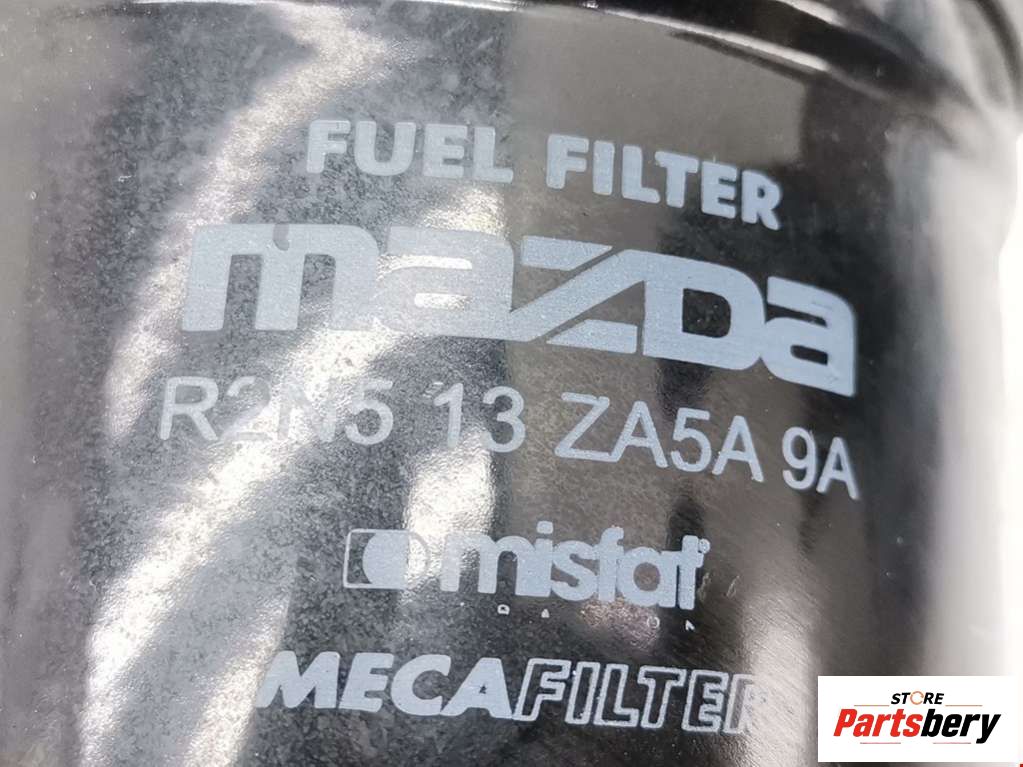 FUEL FILTER
mazda
R2N5 13 ZA5A 9A
misfat®
MECAFILTER
STORE
Partsbery